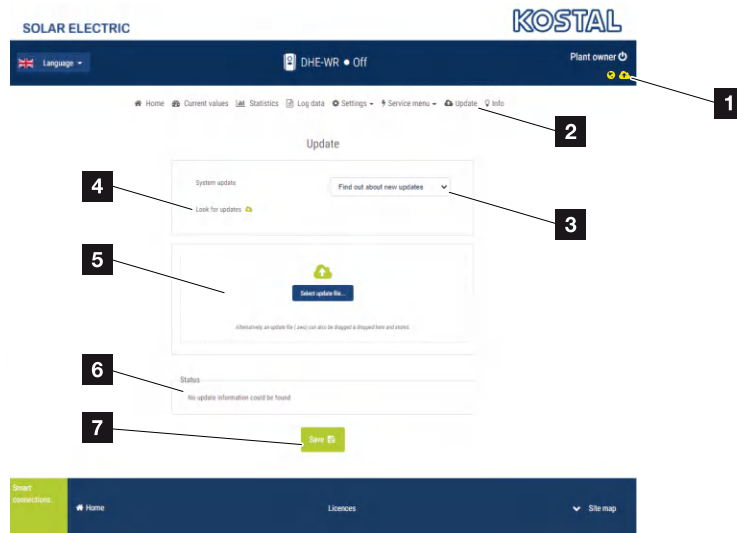 SOLAR ELECTRIC
KOSTAL
Language
DHE-WR ● Off
Plant owner
1
Home Current values Statistics Log data Settings Service menu Update Info
2
Update
4
System update
Find out about new updates
3
Look for updates
5
Select update file...
Alternatively, an update file (.swu) can also be dragged & dropped here and stored.
6
Status
No update information could be found
7
Save
Smart
connections.
Home
Licences
Site map